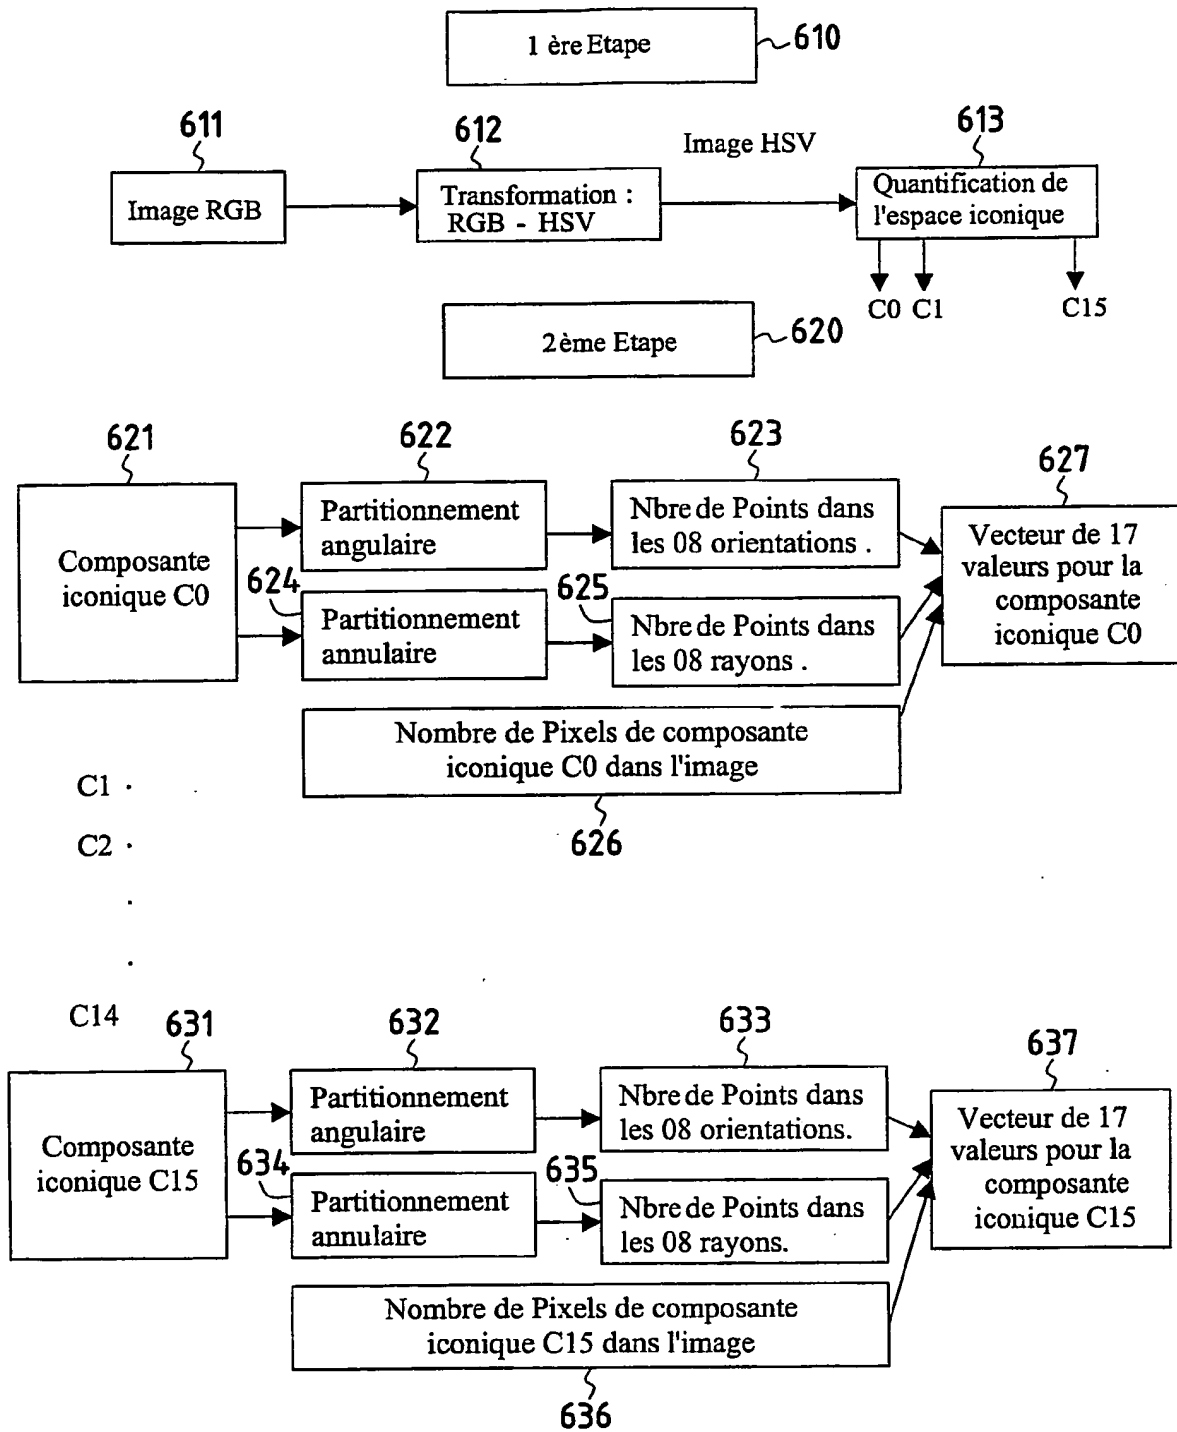 1 ère Etape
610
611
612
Image HSV
613
Image RGB
Transformation :
RGB - HSV
Quantification de
l'espace iconique
C0 C1 C15
2ème Etape
620
621
622
623
627
Composante
iconique C0
Partitionnement
angulaire
Nbre de Points dans
les 08 orientations .
Vecteur de 17
valeurs pour la
composante
iconique C0
624
Partitionnement
annulaire
625
Nbre de Points dans
les 08 rayons .
Nombre de Pixels de composante
iconique C0 dans l'image
626
C1 .
C2 .
.
.
C14
631
632
633
637
Composante
iconique C15
Partitionnement
angulaire
Nbre de Points dans
les 08 orientations.
Vecteur de 17
valeurs pour la
composante
iconique C15
634
Partitionnement
annulaire
635
Nbre de Points dans
les 08 rayons.
Nombre de Pixels de composante
iconique C15 dans l'image
636